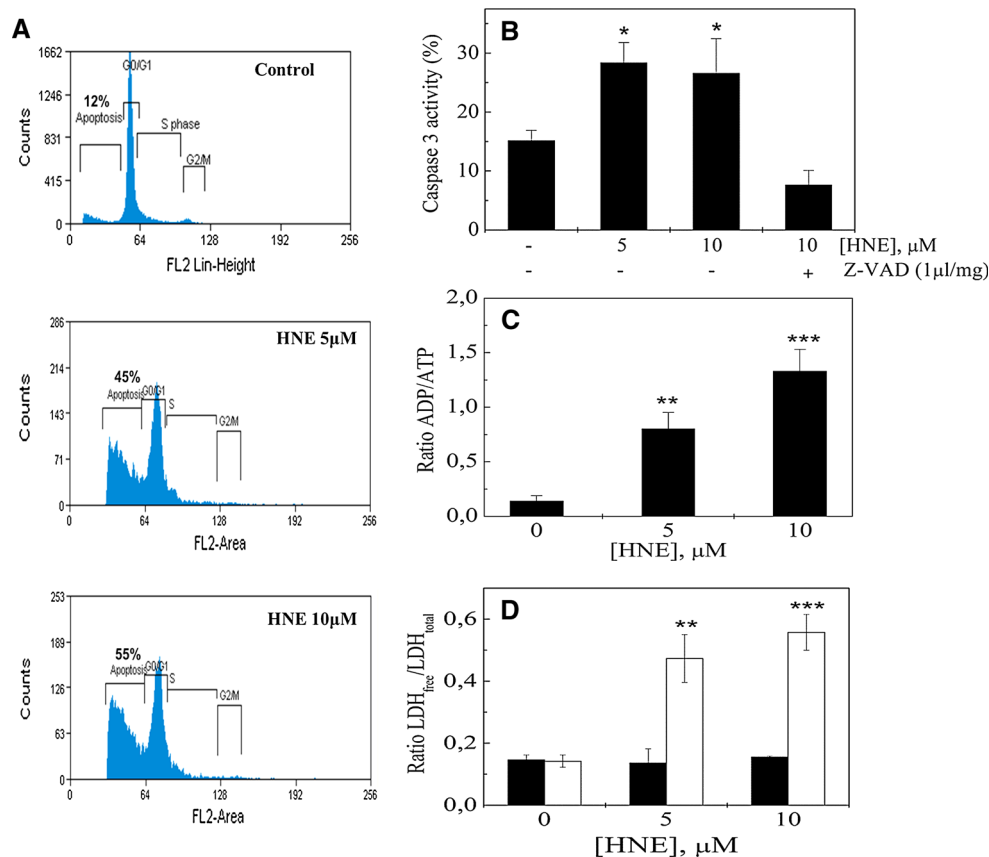 A
1662
1246
831
415
0
Counts
Control
G0/G1
12%
Apoptosis
S phase
G2/M
0 64 128 192 256
FL2 Lin-Height
286
214
143
71
0
Counts
HNE 5µM
45%
Apoptosis
G0/G1
S
G2/M
0 64 128 192 256
FL2-Area
253
189
126
63
0
Counts
HNE 10µM
55%
Apoptosis
G0/G1
S
G2/M
0 64 128 192 256
FL2-Area
B
Caspase 3 activity (%)
30
20
10
0
* *
- 5 10 10 [HNE], µM
- - - + Z-VAD (1µl/mg)
C
Ratio ADP/ATP
2,0
1,5
1,0
0,5
0,0
** ***
0 5 10
[HNE], µM
D
Ratio LDHfree/LDHtotal
0,6
0,4
0,2
0,0
** ***
0 5 10
[HNE], µM